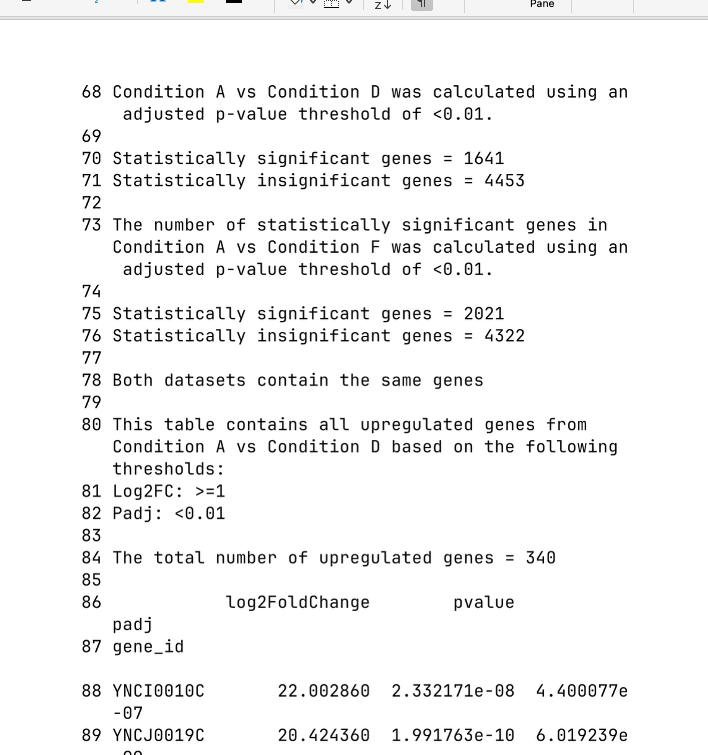 Pane
68 Condition A vs Condition D was calculated using an
adjusted p-value threshold of <0.01.
69
70 Statistically significant genes = 1641
71 Statistically insignificant genes = 4453
72
73 The number of statistically significant genes in
Condition A vs Condition F was calculated using an
adjusted p-value threshold of <0.01.
74
75 Statistically significant genes = 2021
76 Statistically insignificant genes = 4322
77
78 Both datasets contain the same genes
79
80 This table contains all upregulated genes from
Condition A vs Condition D based on the following
thresholds:
81 Log2FC: >=1
82 Padj: <0.01
83
84 The total number of upregulated genes = 340
85
86 log2FoldChange pvalue
padj
87 gene_id
88 YNCI0010C 22.002860 2.332171e-08 4.400077e
-07
89 YNCJ0019C 20.424360 1.991763e-10 6.019239e